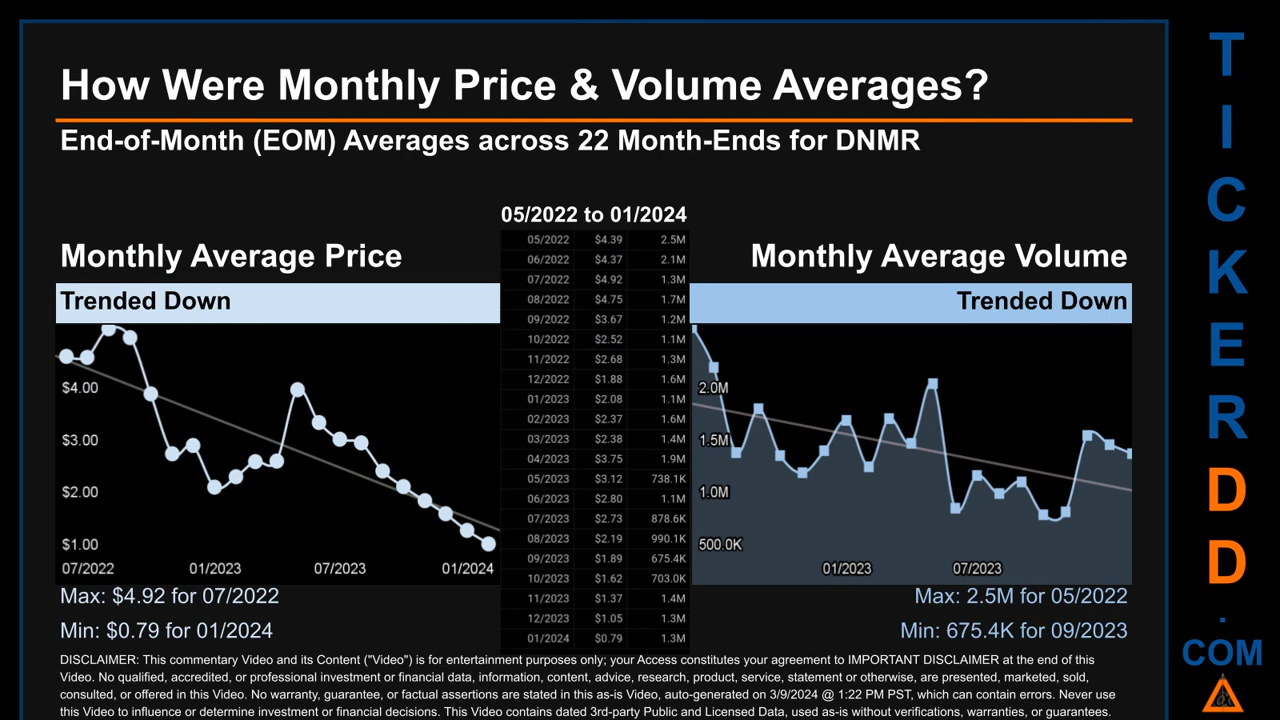 How Were Monthly Price & Volume Averages?
End-of-Month (EOM) Averages across 22 Month-Ends for DNMR
05/2022 to 01/2024
Monthly Average Price
Monthly Average Volume
Trended Down
Trended Down
05/2022 $4.39 2.5M
06/2022 $4.37 2.1M
07/2022 $4.92 1.3M
08/2022 $4.75 1.7M
09/2022 $3.67 1.2M
10/2022 $2.52 1.1M
11/2022 $2.68 1.3M
12/2022 $1.88 1.6M
01/2023 $2.08 1.1M
02/2023 $2.37 1.6M
03/2023 $2.38 1.4M
04/2023 $3.75 1.9M
05/2023 $3.12 738.1K
06/2023 $2.80 1.1M
07/2023 $2.73 878.6K
08/2023 $2.19 990.1K
09/2023 $1.89 675.4K
10/2023 $1.62 703.0K
11/2023 $1.37 1.4M
12/2023 $1.05 1.3M
01/2024 $0.79 1.3M
$4.00
$3.00
$2.00
$1.00
07/2022 01/2023 07/2023 01/2024
2.0M
1.5M
1.0M
500.0K
01/2023 07/2023
Max: $4.92 for 07/2022
Min: $0.79 for 01/2024
Max: 2.5M for 05/2022
Min: 675.4K for 09/2023
DISCLAIMER: This commentary Video and its Content ("Video") is for entertainment purposes only; your Access constitutes your agreement to IMPORTANT DISCLAIMER at the end of this
Video. No qualified, accredited, or professional investment or financial data, information, content, advice, research, product, service, statement or otherwise, are presented, marketed, sold,
consulted, or offered in this Video. No warranty, guarantee, or factual assertions are stated in this as-is Video, auto-generated on 3/9/2024 @ 1:22 PM PST, which can contain errors. Never use
this Video to influence or determine investment or financial decisions. This Video contains dated 3rd-party Public and Licensed Data, used as-is without verifications, warranties, or guarantees.
T
I
C
K
E
R
D
D
.
COM